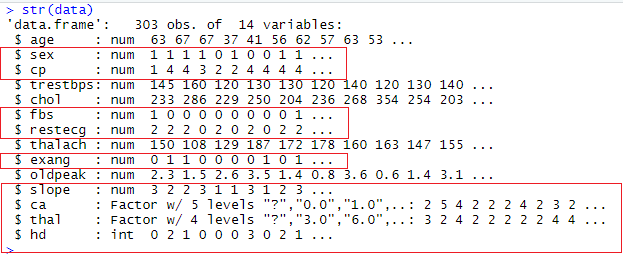 > str(data)
'data.frame':   303 obs. of  14 variables:
 $ age     : num  63 67 67 37 41 56 62 57 63 53 ...
 $ sex     : num  1 1 1 1 0 1 0 0 1 1 ...
 $ cp      : num  1 4 4 3 2 2 4 4 4 4 ...
 $ trestbps: num  145 160 120 130 130 120 140 120 130 140 ...
 $ chol    : num  233 286 229 250 204 236 268 354 254 203 ...
 $ fbs     : num  1 0 0 0 0 0 0 0 0 1 ...
 $ restecg : num  2 2 2 0 2 0 2 0 2 2 ...
 $ thalach : num  150 108 129 187 172 178 160 163 147 155 ...
 $ exang   : num  0 1 1 0 0 0 0 1 0 1 ...
 $ oldpeak : num  2.3 1.5 2.6 3.5 1.4 0.8 3.6 0.6 1.4 3.1 ...
 $ slope   : num  3 2 2 3 1 1 3 1 2 3 ...
 $ ca      : Factor w/ 5 levels "?","0.0","1.0",..: 2 5 4 2 2 2 4 2 3 2 ...
 $ thal    : Factor w/ 4 levels "?","3.0","6.0",..: 3 2 4 2 2 2 2 2 4 4 ...
 $ hd      : int  0 2 1 0 0 0 3 0 2 1 ...
>